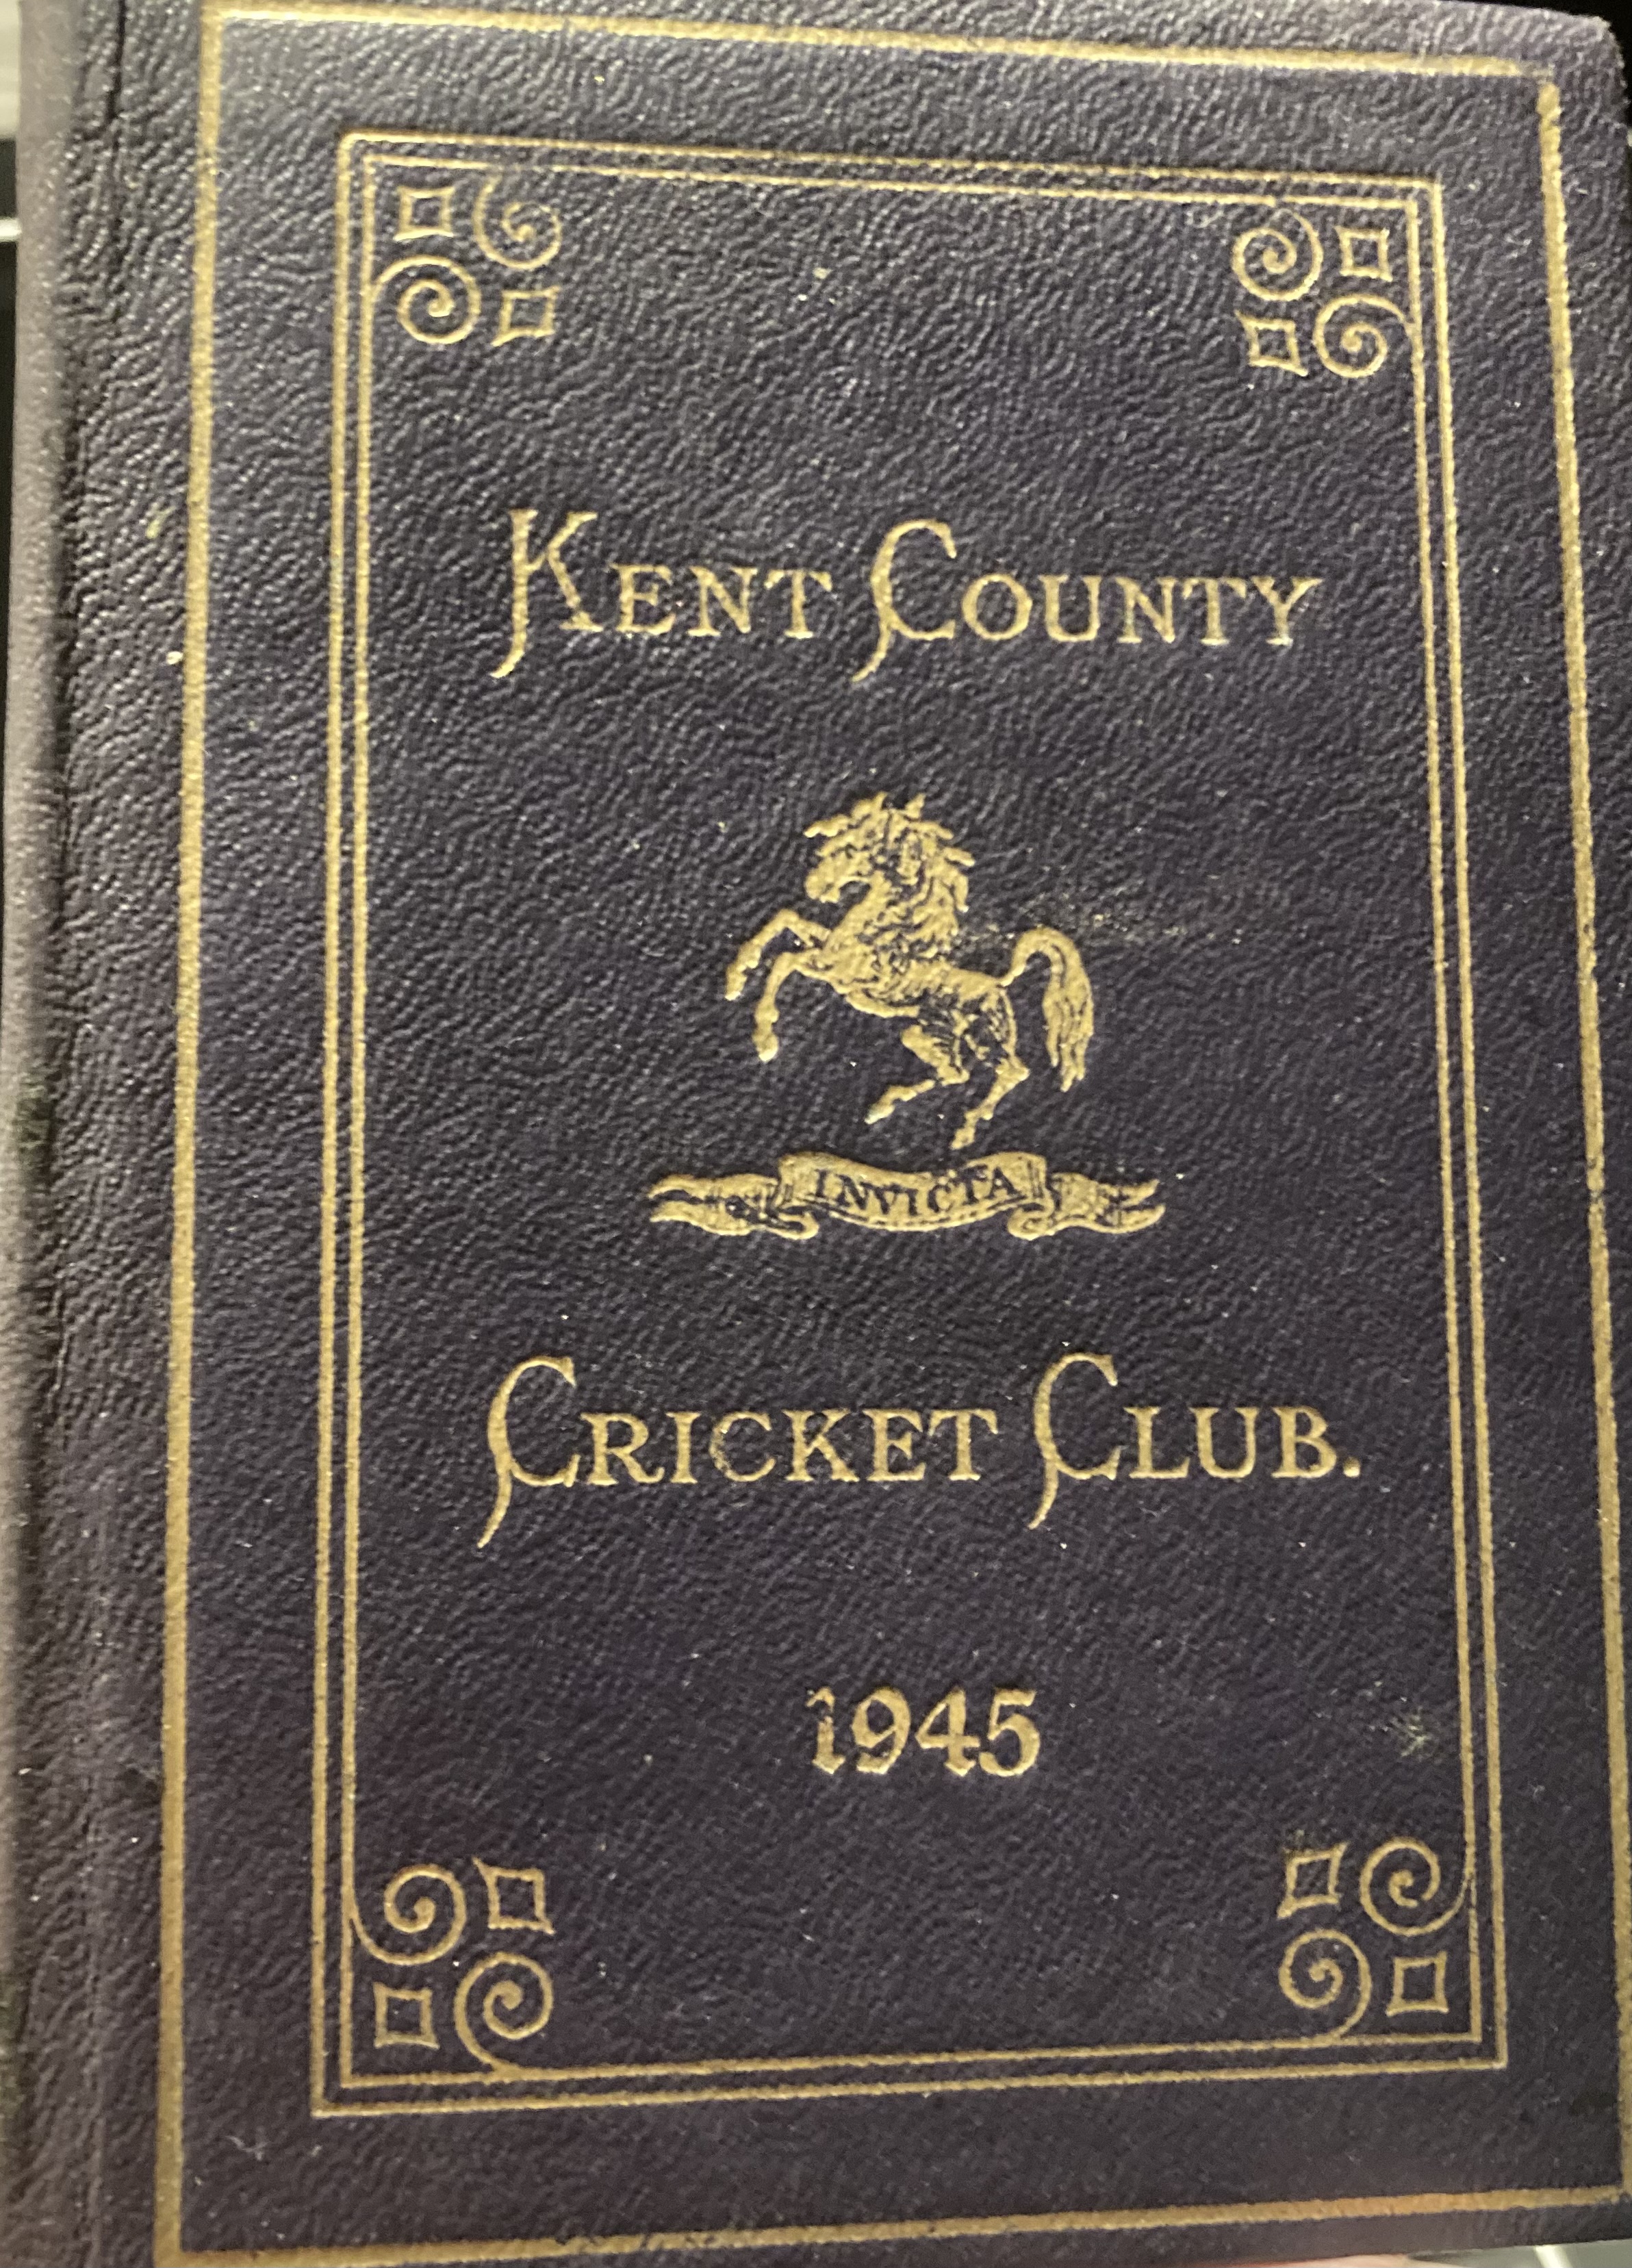 KENT COUNTY
INVICTA
CRICKET CLUB.
1945